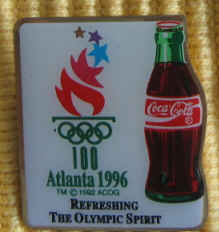 Coca-Cola
100
Atlanta 1996
TM © 1992 ACOG
REFRESHING
THE OLYMPIC SPIRIT